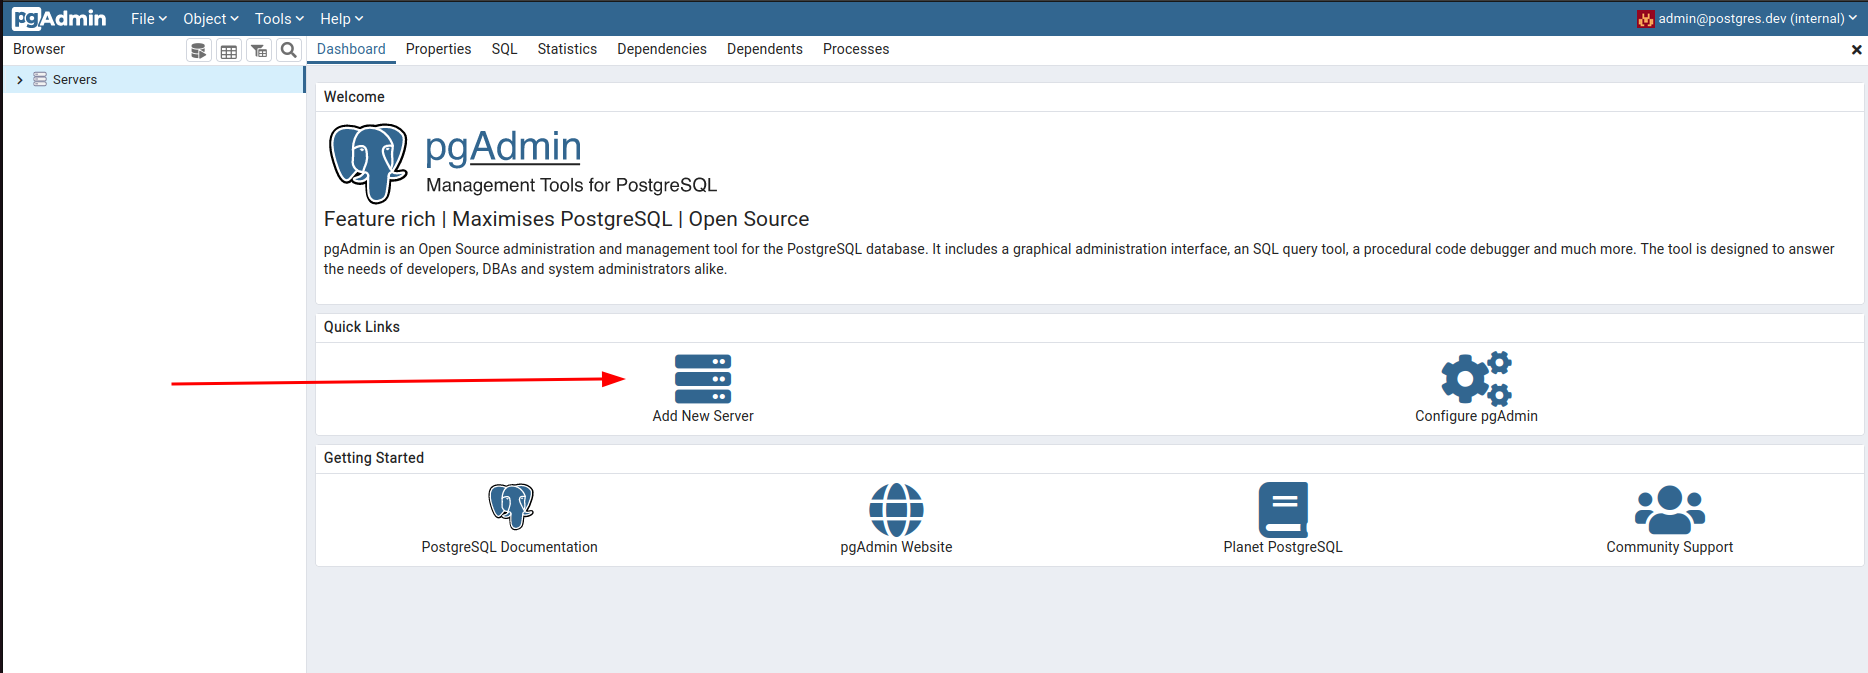 pgAdmin File Object Tools Help admin@postgres.dev (internal)
Browser Dashboard Properties SQL Statistics Dependencies Dependents Processes
Servers
Welcome
pgAdmin
Management Tools for PostgreSQL
Feature rich | Maximises PostgreSQL | Open Source
pgAdmin is an Open Source administration and management tool for the PostgreSQL database. It includes a graphical administration interface, an SQL query tool, a procedural code debugger and much more. The tool is designed to answer
the needs of developers, DBAs and system administrators alike.
Quick Links
Add New Server Configure pgAdmin
Getting Started
PostgreSQL Documentation pgAdmin Website Planet PostgreSQL Community Support